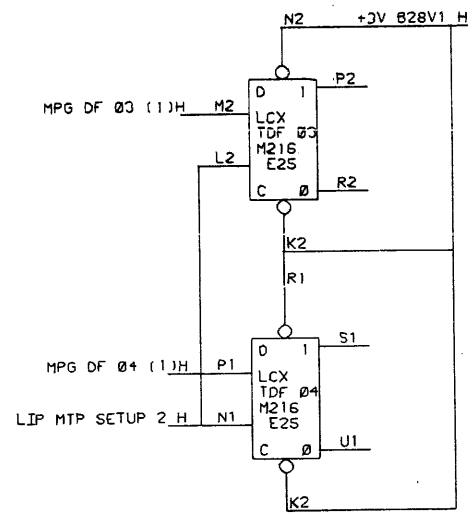 N2 +3V B28V1 H
D 1 P2
MPG DF 03 (1)H M2
LCX
TDF 03
M216
L2 E25
C 0 R2
K2
R1
D 1 S1
MPG DF 04 (1)H P1
LCX
TDF 04
M216
LIP MTP SETUP 2 H N1 E25
C 0 U1
K2